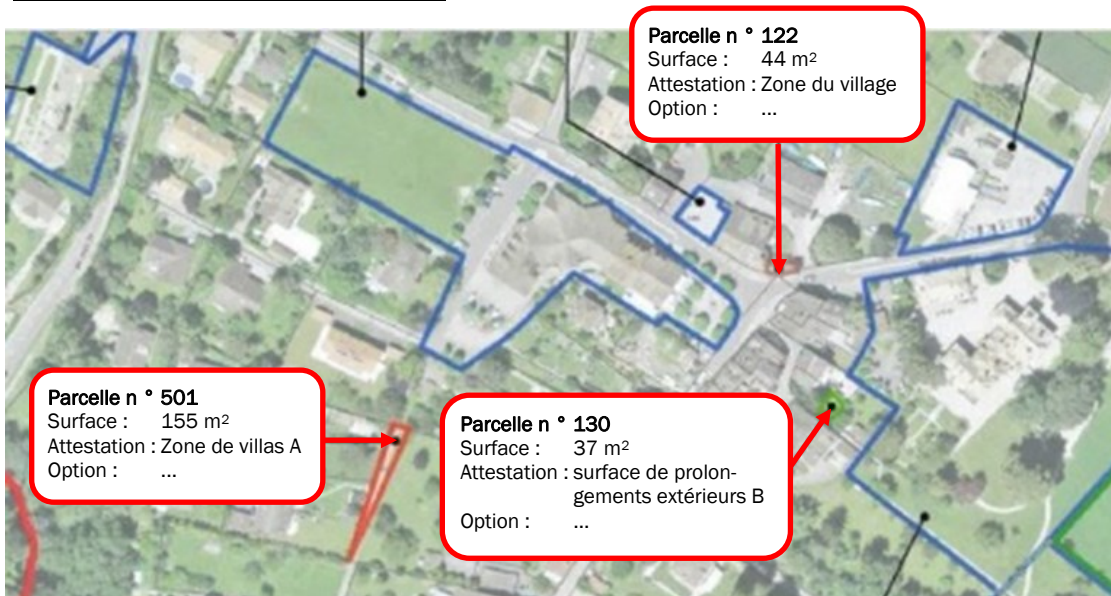 Parcelle n ° 122
Surface : 44 m²
Attestation : Zone du village
Option : ...
Parcelle n ° 501
Surface : 155 m²
Attestation : Zone de villas A
Option : ...
Parcelle n ° 130
Surface : 37 m²
Attestation : surface de prolon-
gements extérieurs B
Option : ...